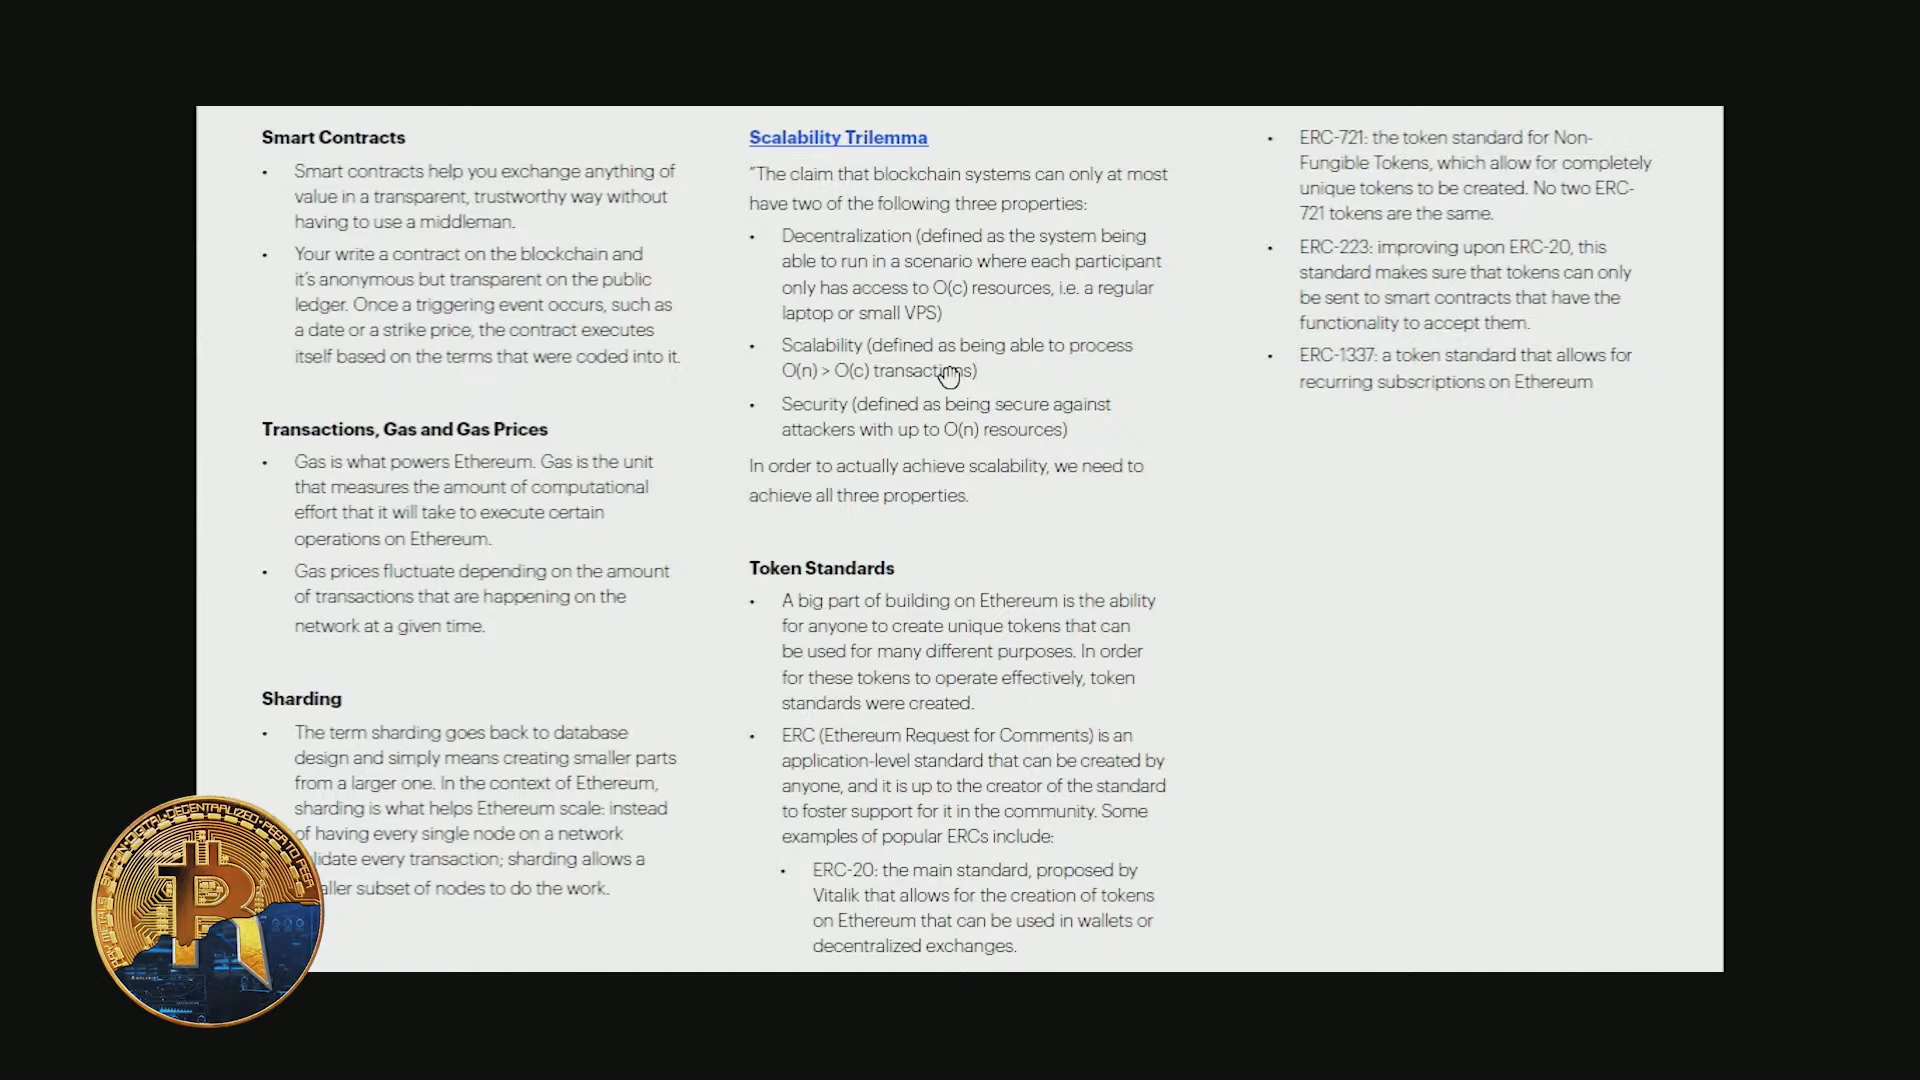 Smart Contracts
• Smart contracts help you exchange anything of
value in a transparent, trustworthy way without
having to use a middleman.
• Your write a contract on the blockchain and
it's anonymous but transparent on the public
ledger. Once a triggering event occurs, such as
a date or a strike price, the contract executes
itself based on the terms that were coded into it.
Transactions, Gas and Gas Prices
• Gas is what powers Ethereum. Gas is the unit
that measures the amount of computational
effort that it will take to execute certain
operations on Ethereum.
• Gas prices fluctuate depending on the amount
of transactions that are happening on the
network at a given time.
Sharding
• The term sharding goes back to database
design and simply means creating smaller parts
from a larger one. In the context of Ethereum,
sharding is what helps Ethereum scale: instead
of having every single node on a network
lidate every transaction; sharding allows a
aller subset of nodes to do the work.
Scalability Trilemma
"The claim that blockchain systems can only at most
have two of the following three properties:
• Decentralization (defined as the system being
able to run in a scenario where each participant
only has access to O(c) resources, i.e. a regular
laptop or small VPS)
• Scalability (defined as being able to process
O(n) > O(c) transactions)
• Security (defined as being secure against
attackers with up to O(n) resources)
In order to actually achieve scalability, we need to
achieve all three properties.
Token Standards
• A big part of building on Ethereum is the ability
for anyone to create unique tokens that can
be used for many different purposes. In order
for these tokens to operate effectively, token
standards were created.
• ERC (Ethereum Request for Comments) is an
application-level standard that can be created by
anyone, and it is up to the creator of the standard
to foster support for it in the community. Some
examples of popular ERCs include:
• ERC-20: the main standard, proposed by
Vitalik that allows for the creation of tokens
on Ethereum that can be used in wallets or
decentralized exchanges.
• ERC-721: the token standard for Non-
Fungible Tokens, which allow for completely
unique tokens to be created. No two ERC-
721 tokens are the same.
• ERC-223: improving upon ERC-20, this
standard makes sure that tokens can only
be sent to smart contracts that have the
functionality to accept them.
• ERC-1337: a token standard that allows for
recurring subscriptions on Ethereum
BITCOIN • DIGITAL • DECENTRALIZED • PEER TO PEER